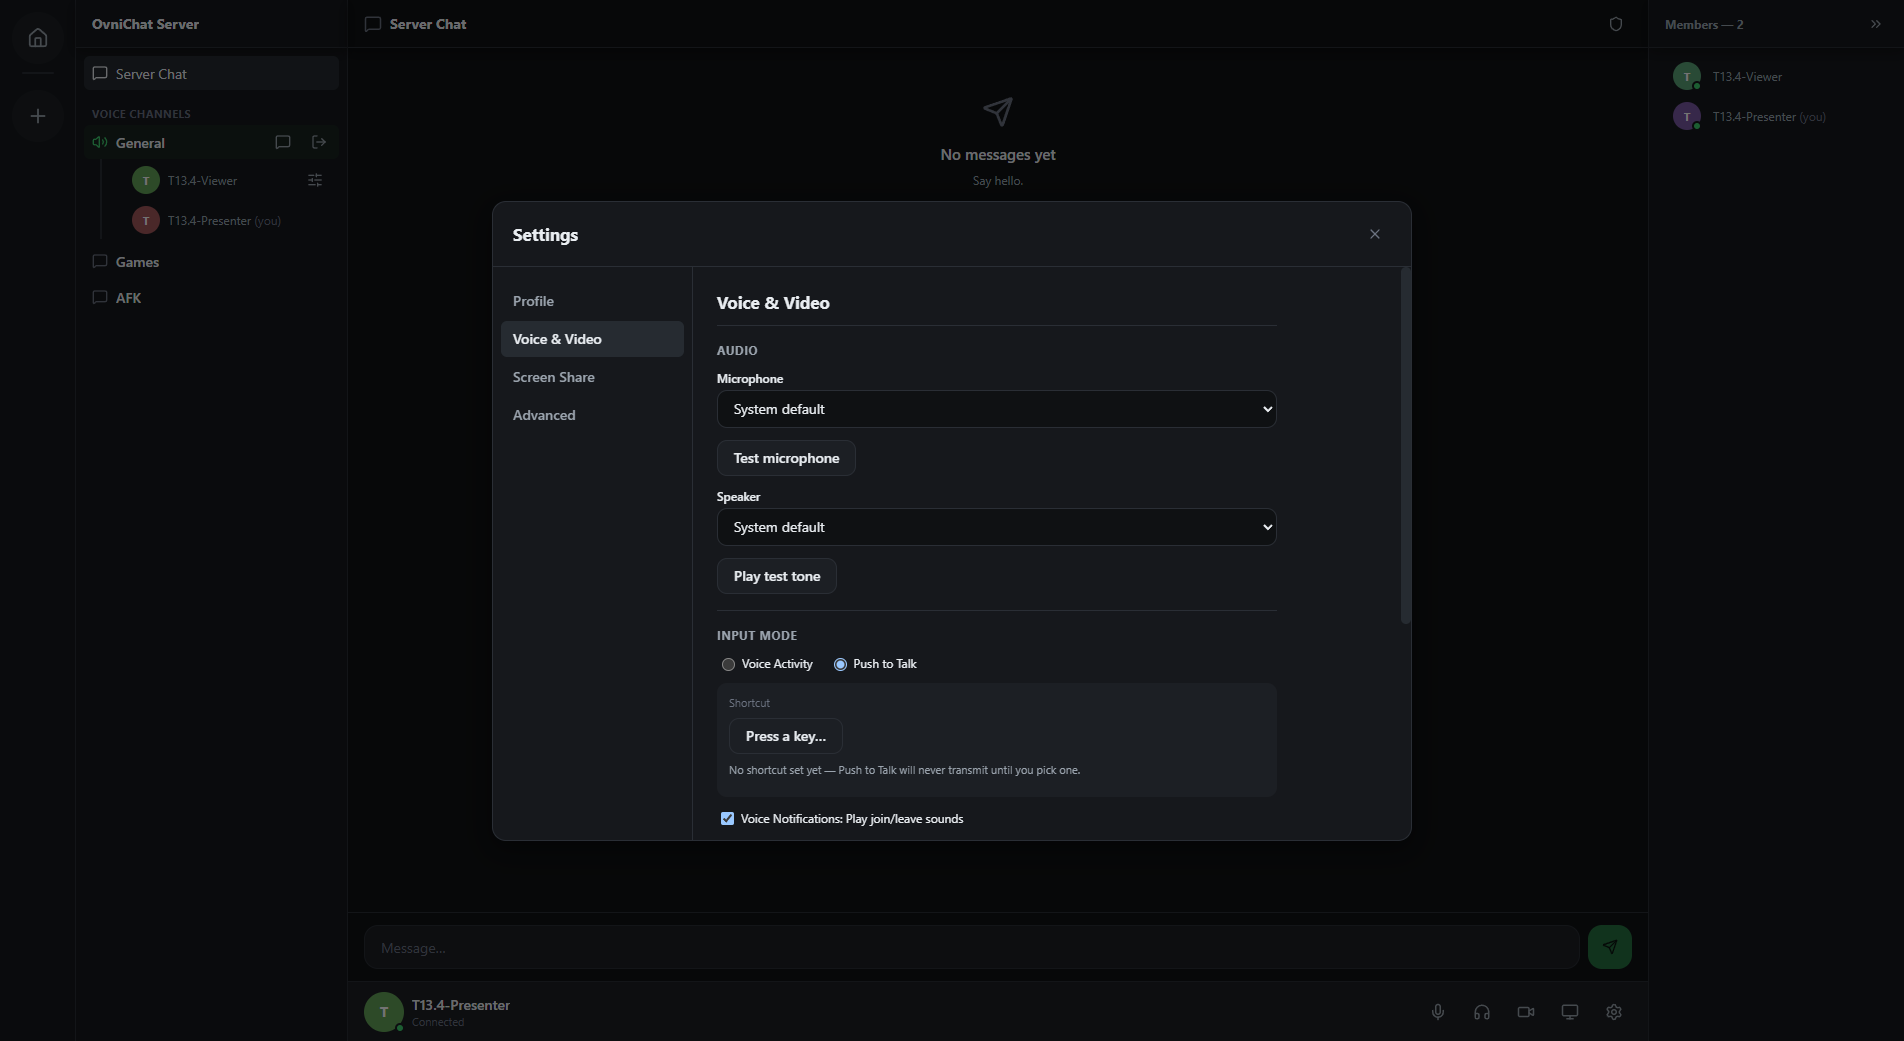 OvniChat Server
Server Chat
VOICE CHANNELS
General
T
T13.4-Viewer
T
T13.4-Presenter (you)
Games
AFK
Server Chat
No messages yet
Say hello.
Settings
Profile
Voice & Video
Screen Share
Advanced
Voice & Video
AUDIO
Microphone
System default
Test microphone
Speaker
System default
Play test tone
INPUT MODE
Voice Activity
Push to Talk
Shortcut
Press a key...
No shortcut set yet — Push to Talk will never transmit until you pick one.
Voice Notifications: Play join/leave sounds
Message...
T
T13.4-Presenter
Connected
Members — 2
T
T13.4-Viewer
T
T13.4-Presenter (you)